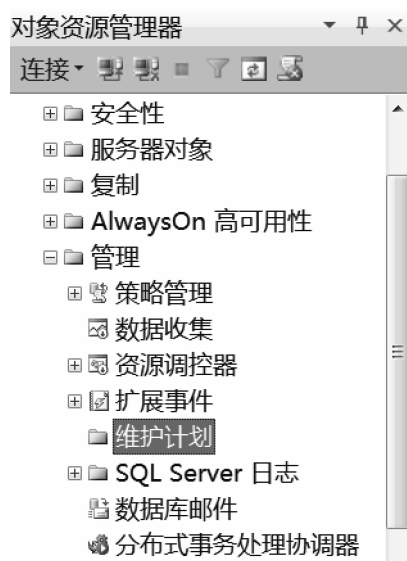 对象资源管理器
连接
安全性
服务器对象
复制
AlwaysOn 高可用性
管理
策略管理
数据收集
资源调控器
扩展事件
维护计划
SQL Server 日志
数据库邮件
分布式事务处理协调器